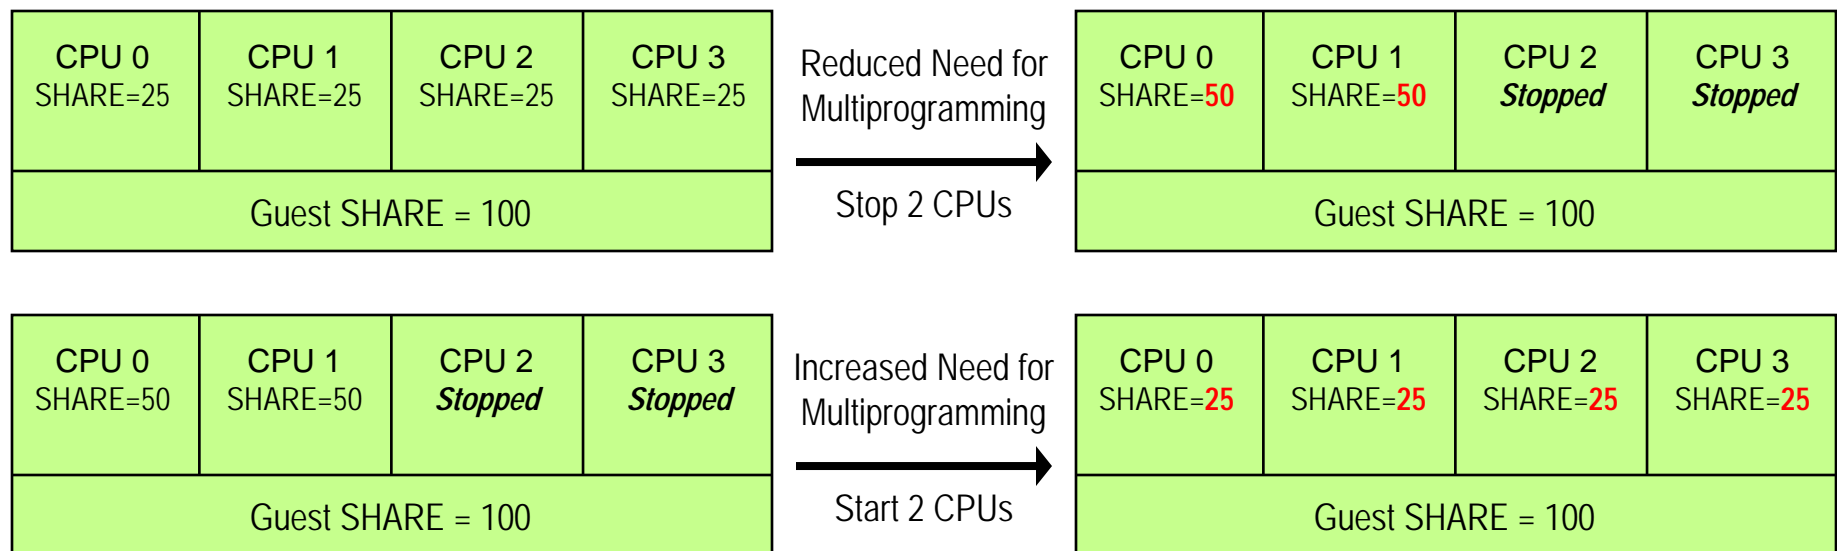 CPU 0
SHARE=25
CPU 1
SHARE=25
CPU 2
SHARE=25
CPU 3
SHARE=25
Guest SHARE = 100
Reduced Need for
Multiprogramming
Stop 2 CPUs
CPU 0
SHARE=50
CPU 1
SHARE=50
CPU 2
Stopped
CPU 3
Stopped
Guest SHARE = 100
CPU 0
SHARE=50
CPU 1
SHARE=50
CPU 2
Stopped
CPU 3
Stopped
Guest SHARE = 100
Increased Need for
Multiprogramming
Start 2 CPUs
CPU 0
SHARE=25
CPU 1
SHARE=25
CPU 2
SHARE=25
CPU 3
SHARE=25
Guest SHARE = 100